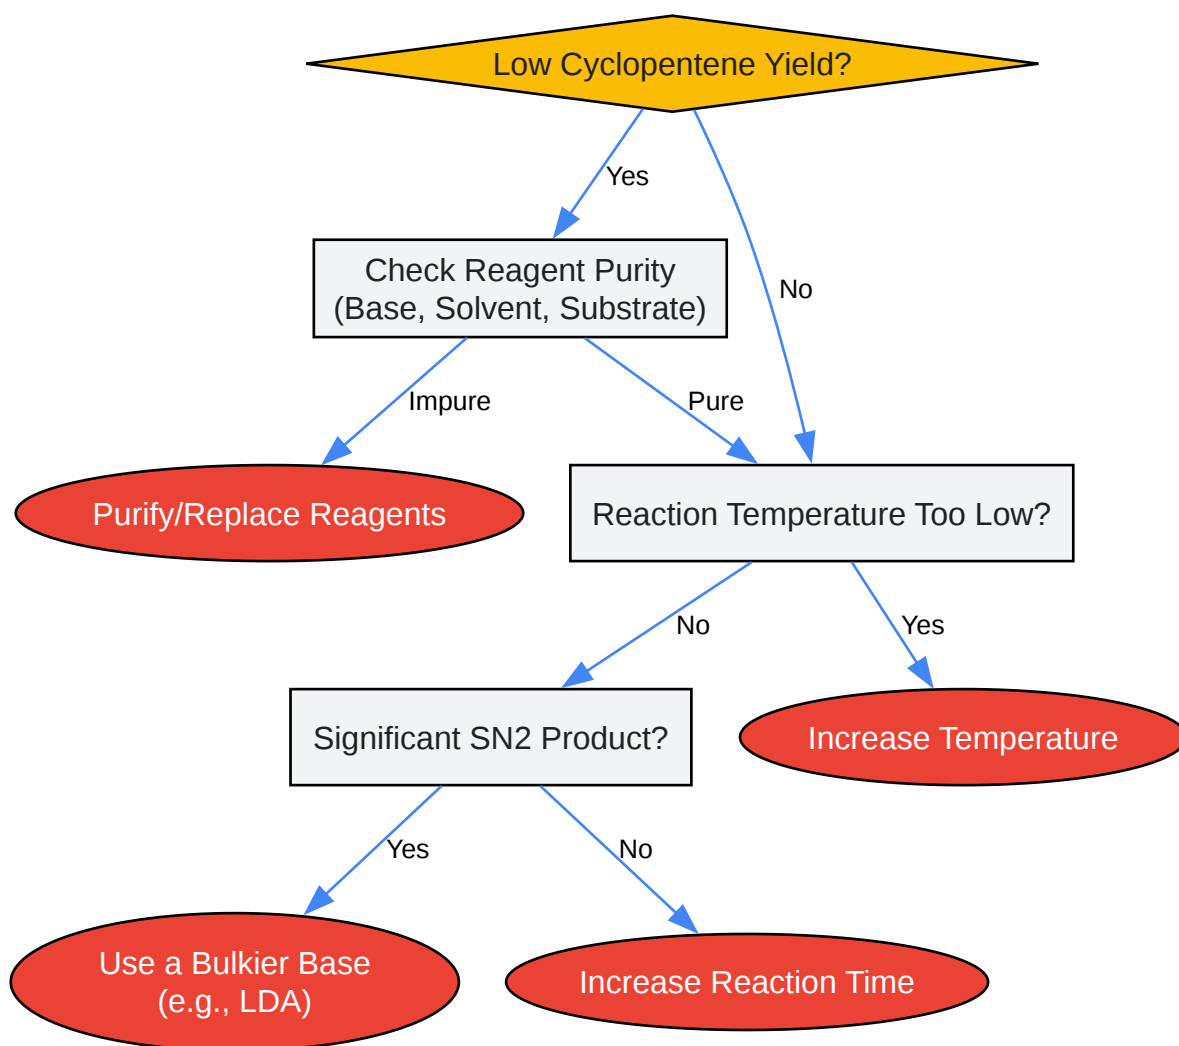 Low Cyclopentene Yield?
Yes
No
Check Reagent Purity
(Base, Solvent, Substrate)
Impure
Pure
Purify/Replace Reagents
Reaction Temperature Too Low?
No
Yes
Significant SN2 Product?
Increase Temperature
Yes
No
Use a Bulkier Base
(e.g., LDA)
Increase Reaction Time